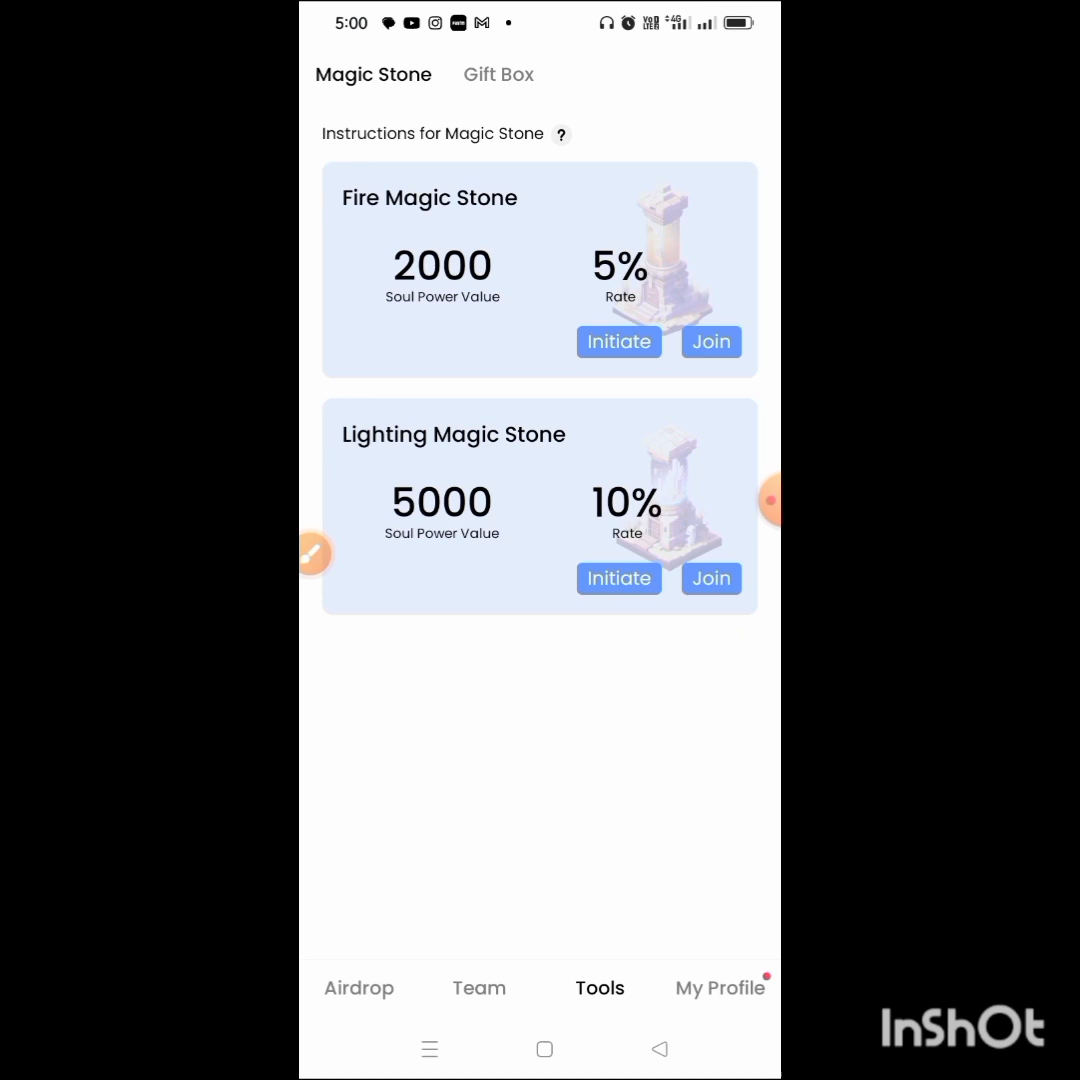 5:00
Magic Stone Gift Box
Instructions for Magic Stone ?
Fire Magic Stone
2000 5%
Soul Power Value Rate
Initiate Join
Lighting Magic Stone
5000 10%
Soul Power Value Rate
Initiate Join
Airdrop Team Tools My Profile
InShOt